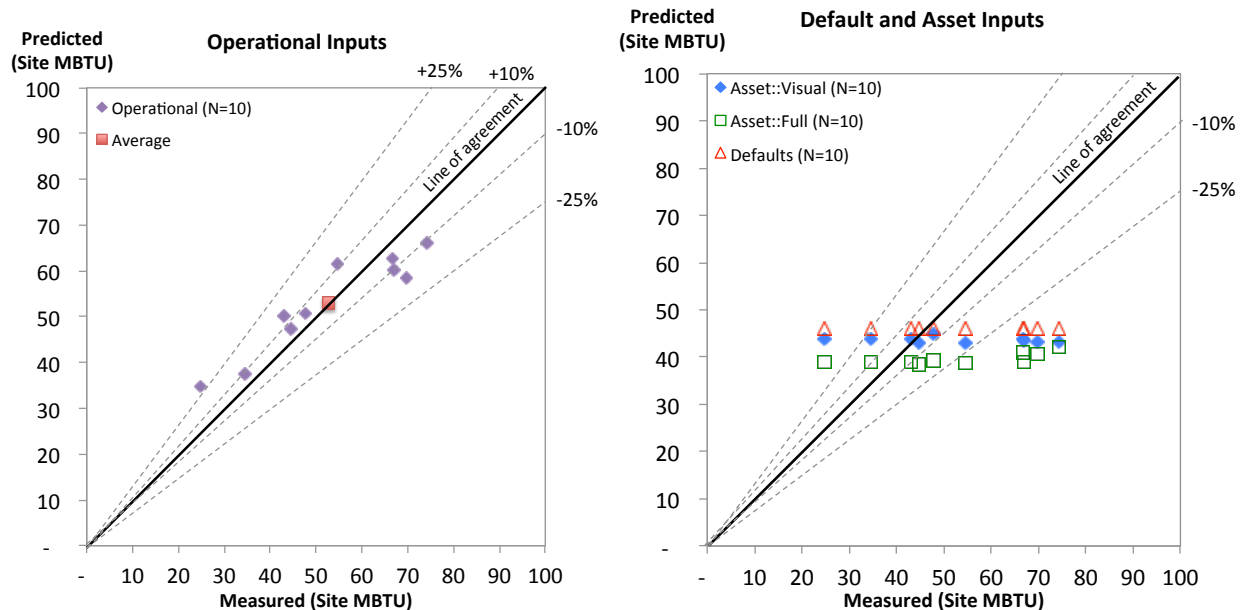 Predicted
(Site MBTU)
Operational Inputs
+25%
+10%
100
90
80
70
60
50
40
30
20
10
-
Operational (N=10)
Average
Line of agreement
-10%
-25%
- 10 20 30 40 50 60 70 80 90 100
Measured (Site MBTU)
Predicted
(Site MBTU)
Default and Asset Inputs
100
90
80
70
60
50
40
30
20
10
-
Asset::Visual (N=10)
Asset::Full (N=10)
Defaults (N=10)
Line of agreement
-10%
-25%
- 10 20 30 40 50 60 70 80 90 100
Measured (Site MBTU)